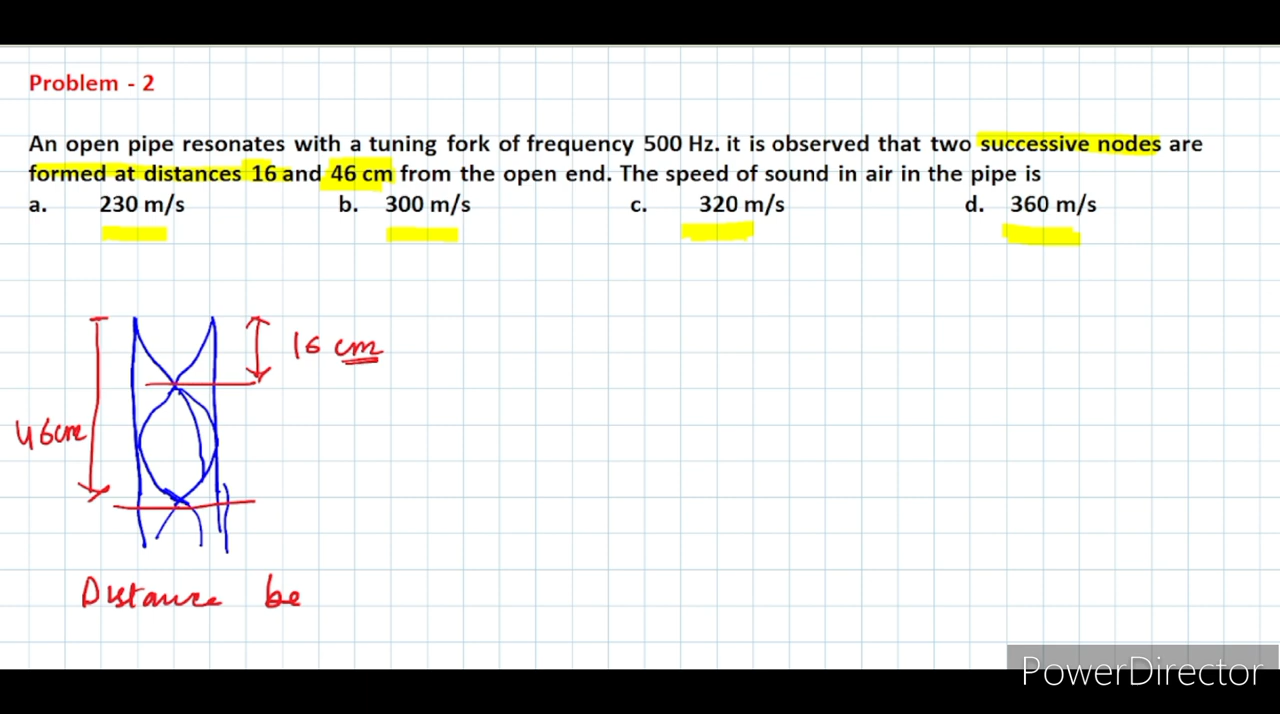 Problem - 2
An open pipe resonates with a tuning fork of frequency 500 Hz. it is observed that two successive nodes are
formed at distances 16 and 46 cm from the open end. The speed of sound in air in the pipe is
a. 230 m/s b. 300 m/s c. 320 m/s d. 360 m/s
16 cm
46cm
Distance be
PowerDirector